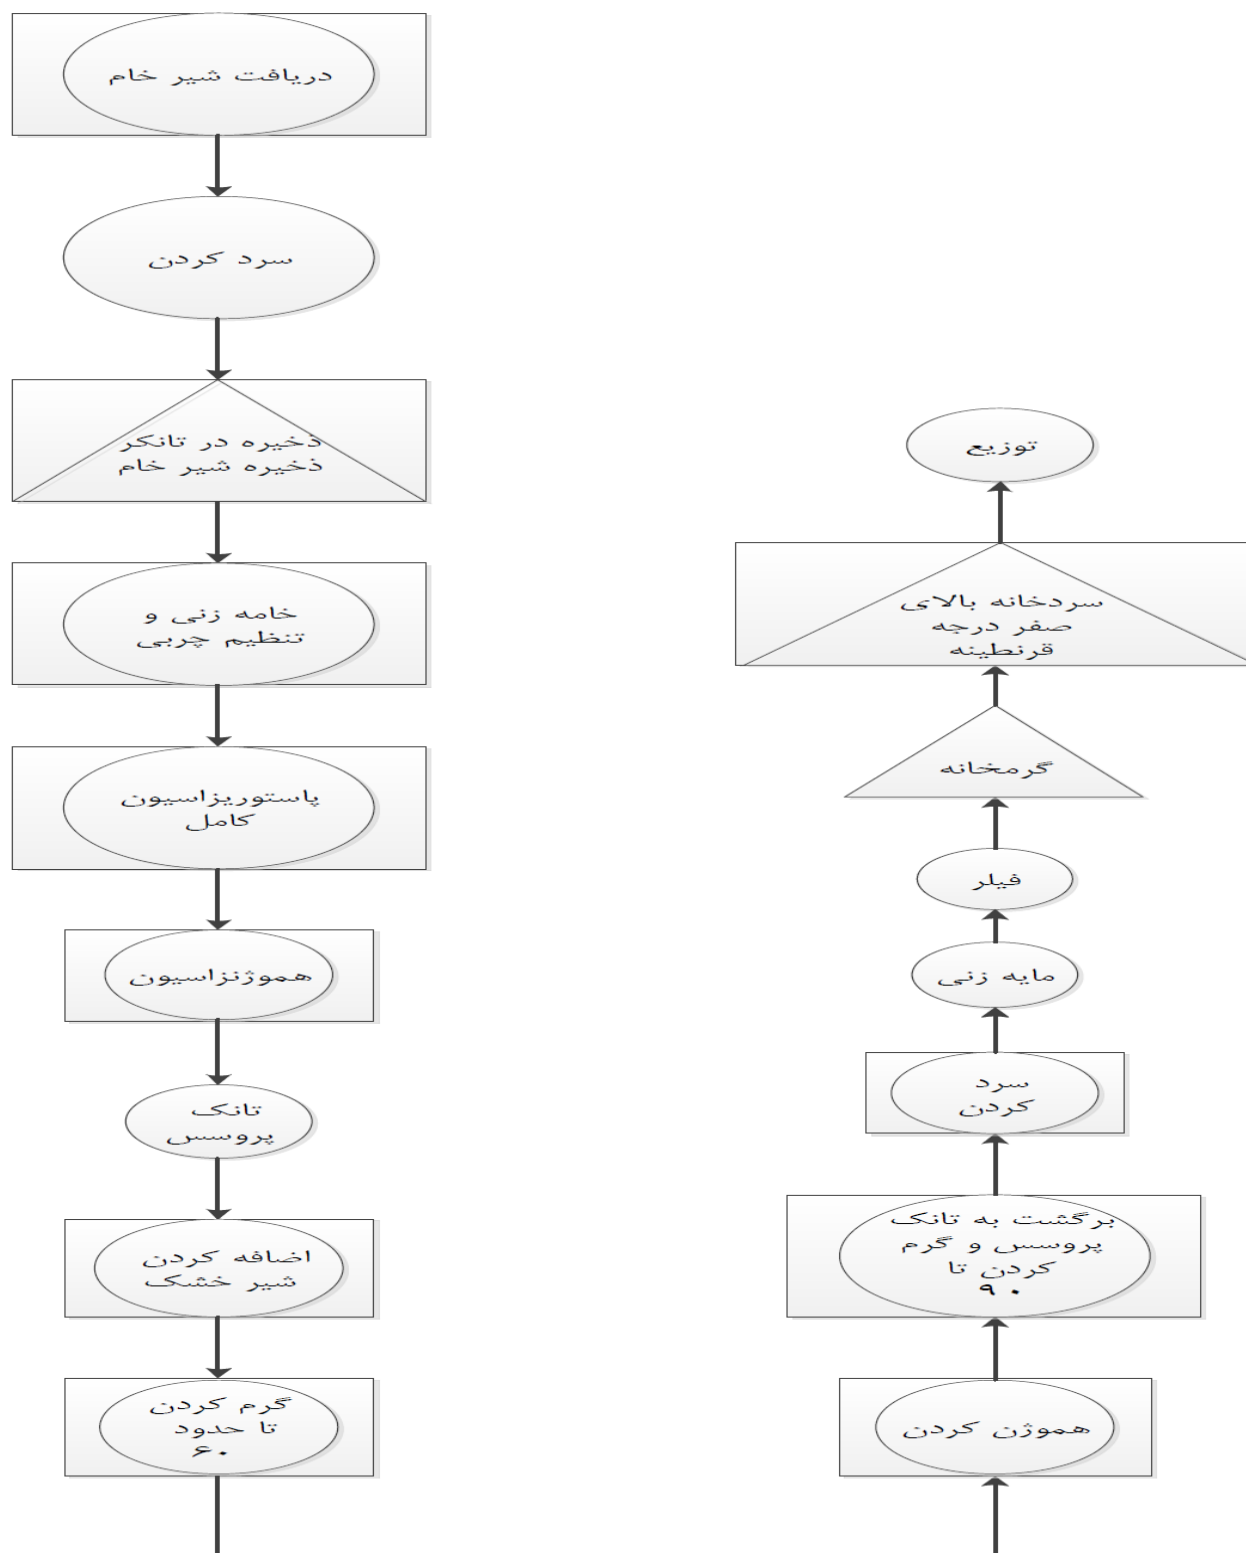 دریافت شیر خام
سرد کردن
ذخیره در تانکر
ذخیره شیر خام
خامه زنی و
تنظیم چربی
پاستوریزاسیون
کامل
هموژنزاسیون
تانک
پروسس
اضافه کردن
شیر خشک
گرم کردن
تا حدود
۶۰
هموژن کردن
برگشت به تانک
پروسس و گرم
کردن تا
۹۰
سرد
کردن
مایه زنی
فیلر
گرمخانه
سردخانه بالای
صفر درجه
قرنطینه
توزیع